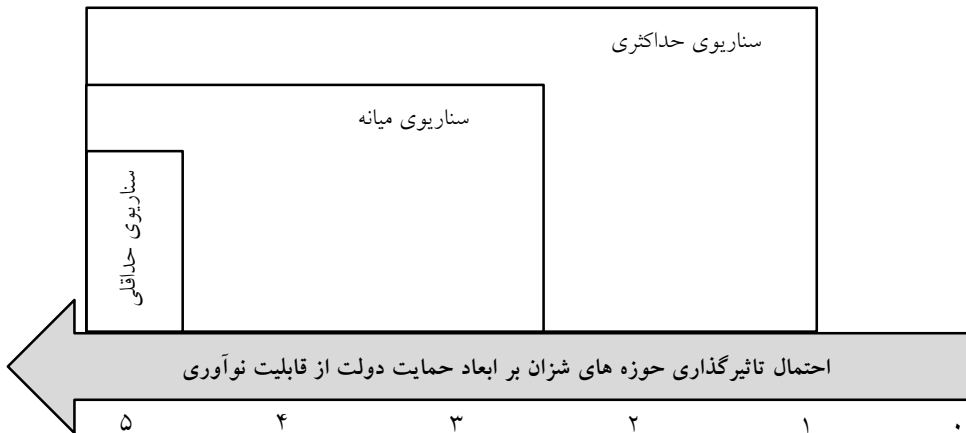 سناریوی حداکثری
سناریوی میانه
سناریوی حداقلی
احتمال تاثیرگذاری حوزه های شزان بر ابعاد حمایت دولت از قابلیت نوآوری
۰ ۱ ۲ ۳ ۴ ۵